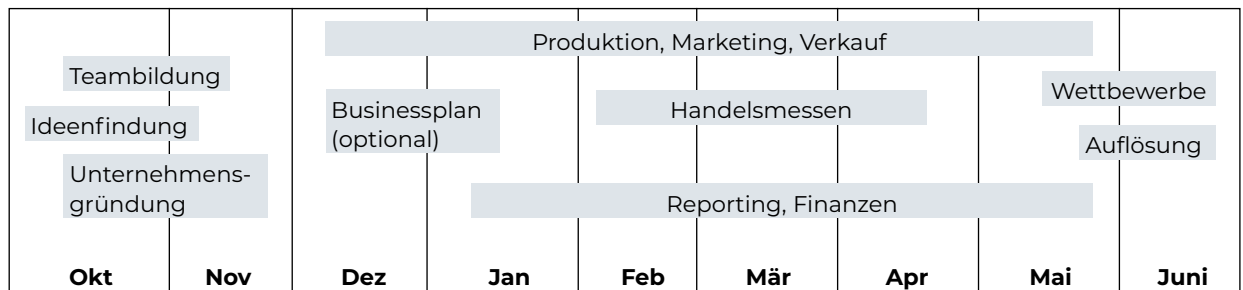 Produktion, Marketing, Verkauf
Teambildung
Wettbewerbe
Businessplan
(optional)
Handelsmessen
Ideenfindung
Auflösung
Unternehmens-
gründung
Reporting, Finanzen
Okt Nov Dez Jan Feb Mär Apr Mai Juni